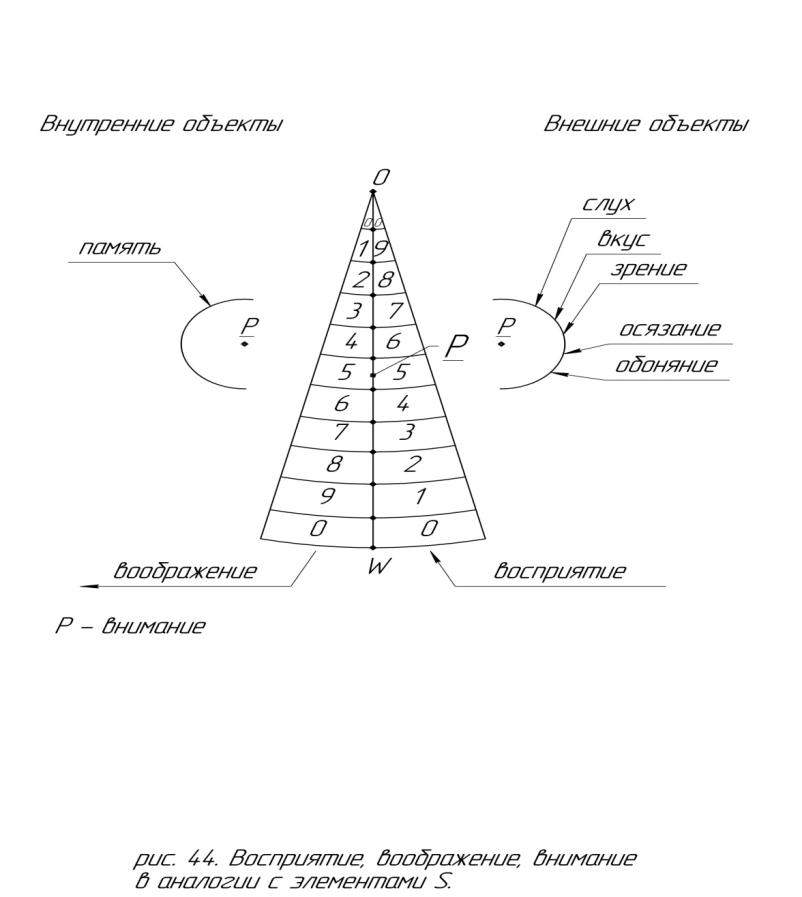 Внутренние объекты Внешние объекты
О
слух
0 0
вкус
память
1 9
зрение
2 8
3 7
Р Р
осязание
4 6 Р
обоняние
5 5
6 4
7 3
8 2
9 1
0 0
воображение W восприятие
Р – внимание
рис. 44. Восприятие, воображение, внимание
в аналогии с элементами S.